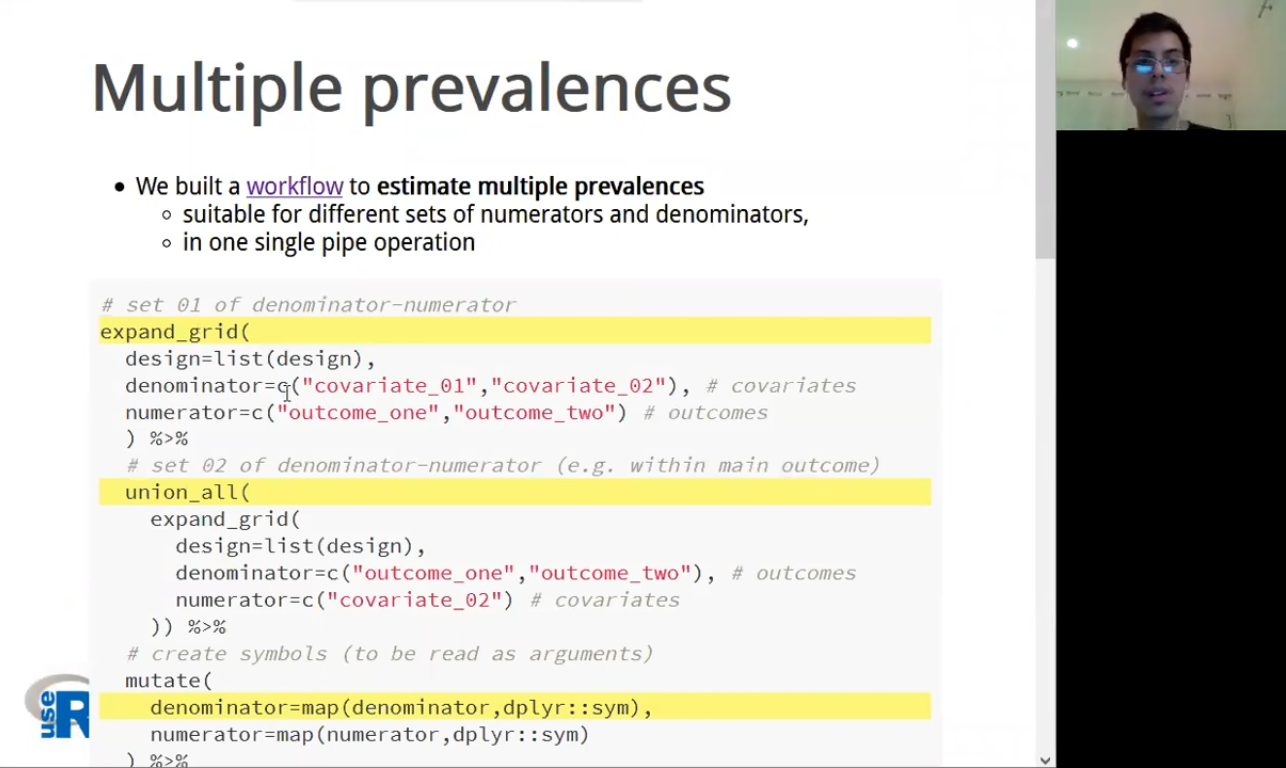 Multiple prevalences
• We built a workflow to estimate multiple prevalences
◦ suitable for different sets of numerators and denominators,
◦ in one single pipe operation
# set 01 of denominator-numerator
expand_grid(
design=list(design),
denominator=c("covariate_01","covariate_02"), # covariates
numerator=c("outcome_one","outcome_two") # outcomes
) %>%
# set 02 of denominator-numerator (e.g. within main outcome)
union_all(
expand_grid(
design=list(design),
denominator=c("outcome_one","outcome_two"), # outcomes
numerator=c("covariate_02") # covariates
)) %>%
# create symbols (to be read as arguments)
mutate(
denominator=map(denominator,dplyr::sym),
numerator=map(numerator,dplyr::sym)
) %>%
use R